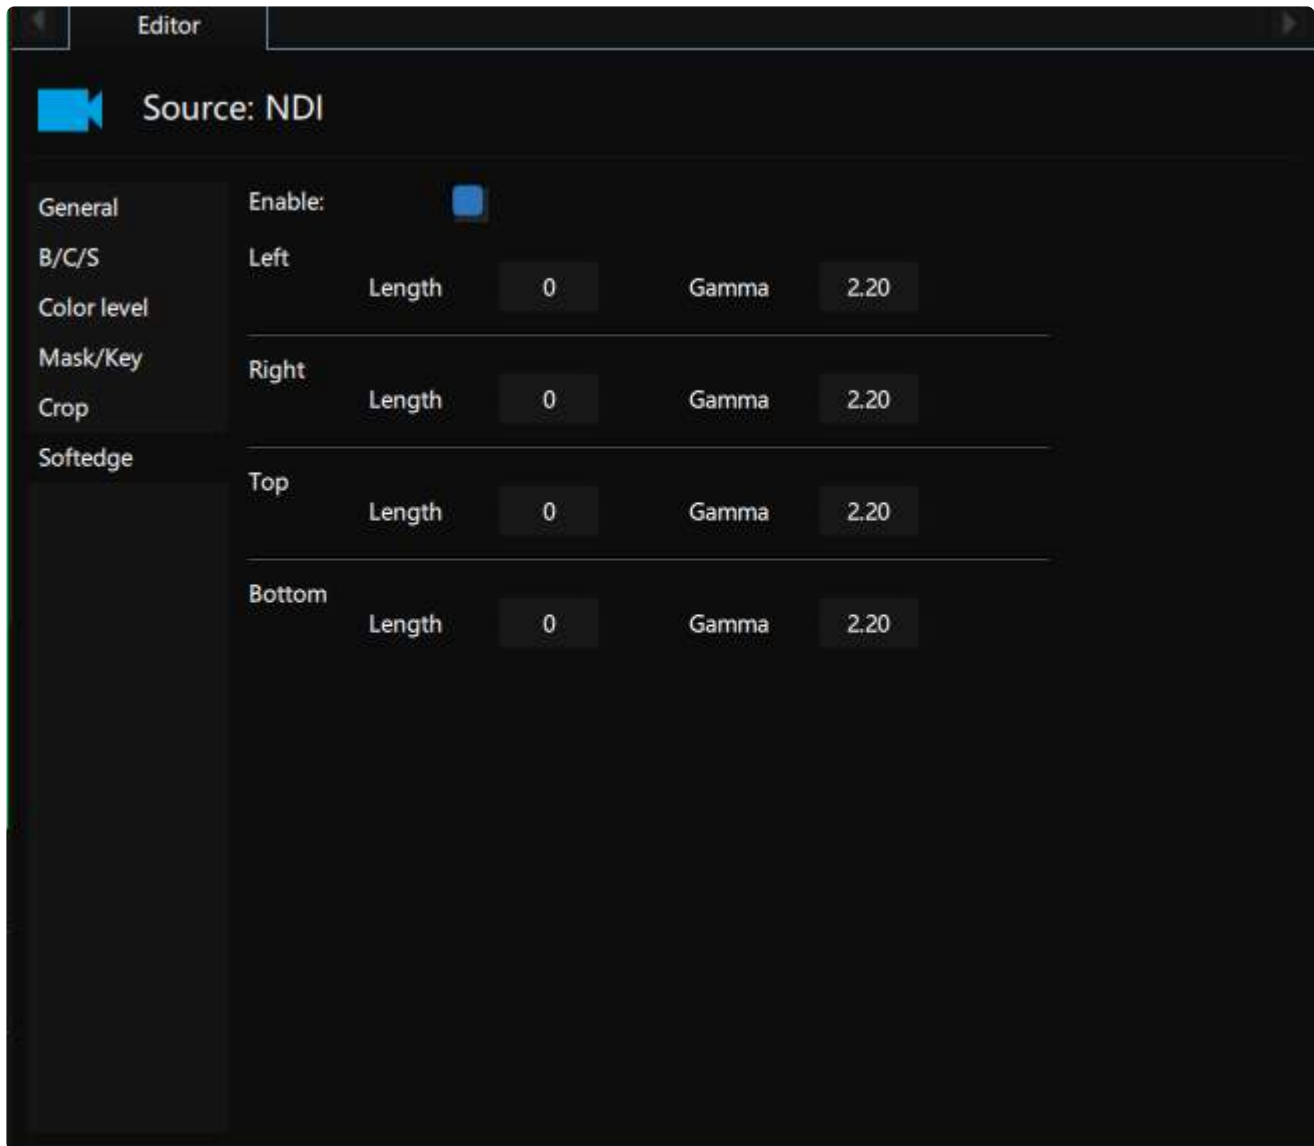 Editor
Source: NDI
General
B/C/S
Color level
Mask/Key
Crop
Softedge
Enable:
Left
Length 0 Gamma 2.20
Right
Length 0 Gamma 2.20
Top
Length 0 Gamma 2.20
Bottom
Length 0 Gamma 2.20